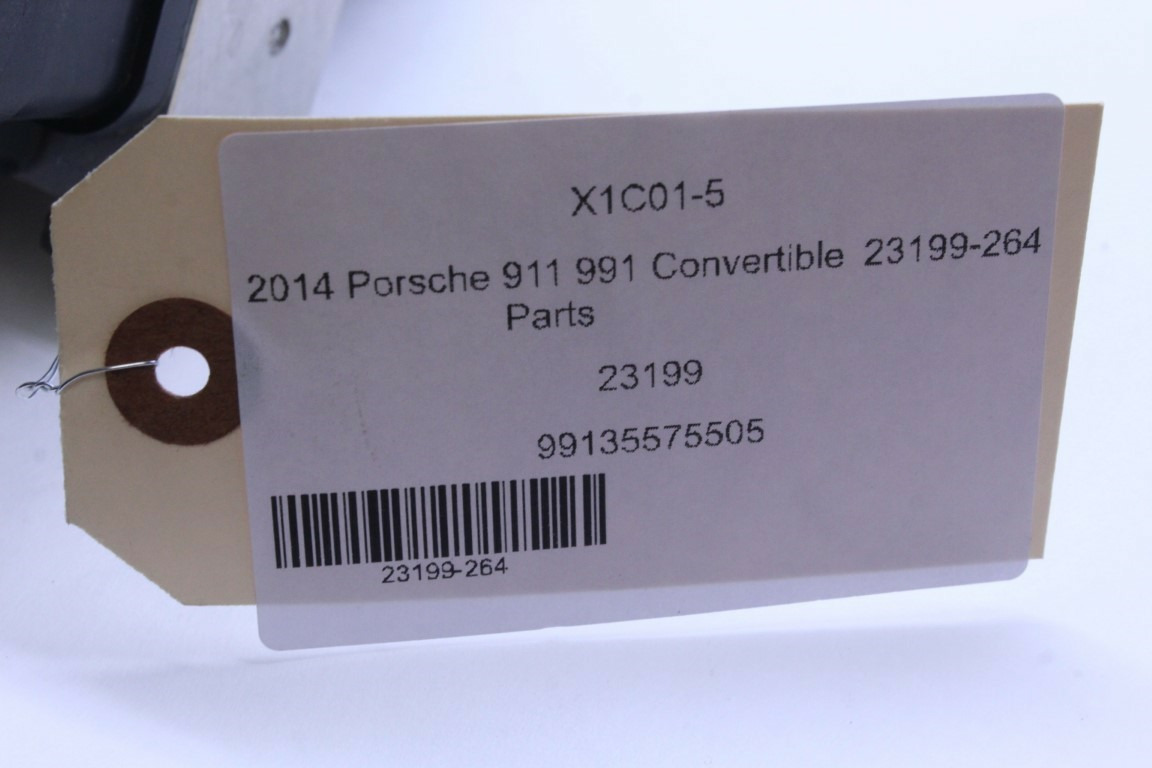 X1C01-5
2014 Porsche 911 991 Convertible 23199-264
Parts
23199
99135575505
23199-264